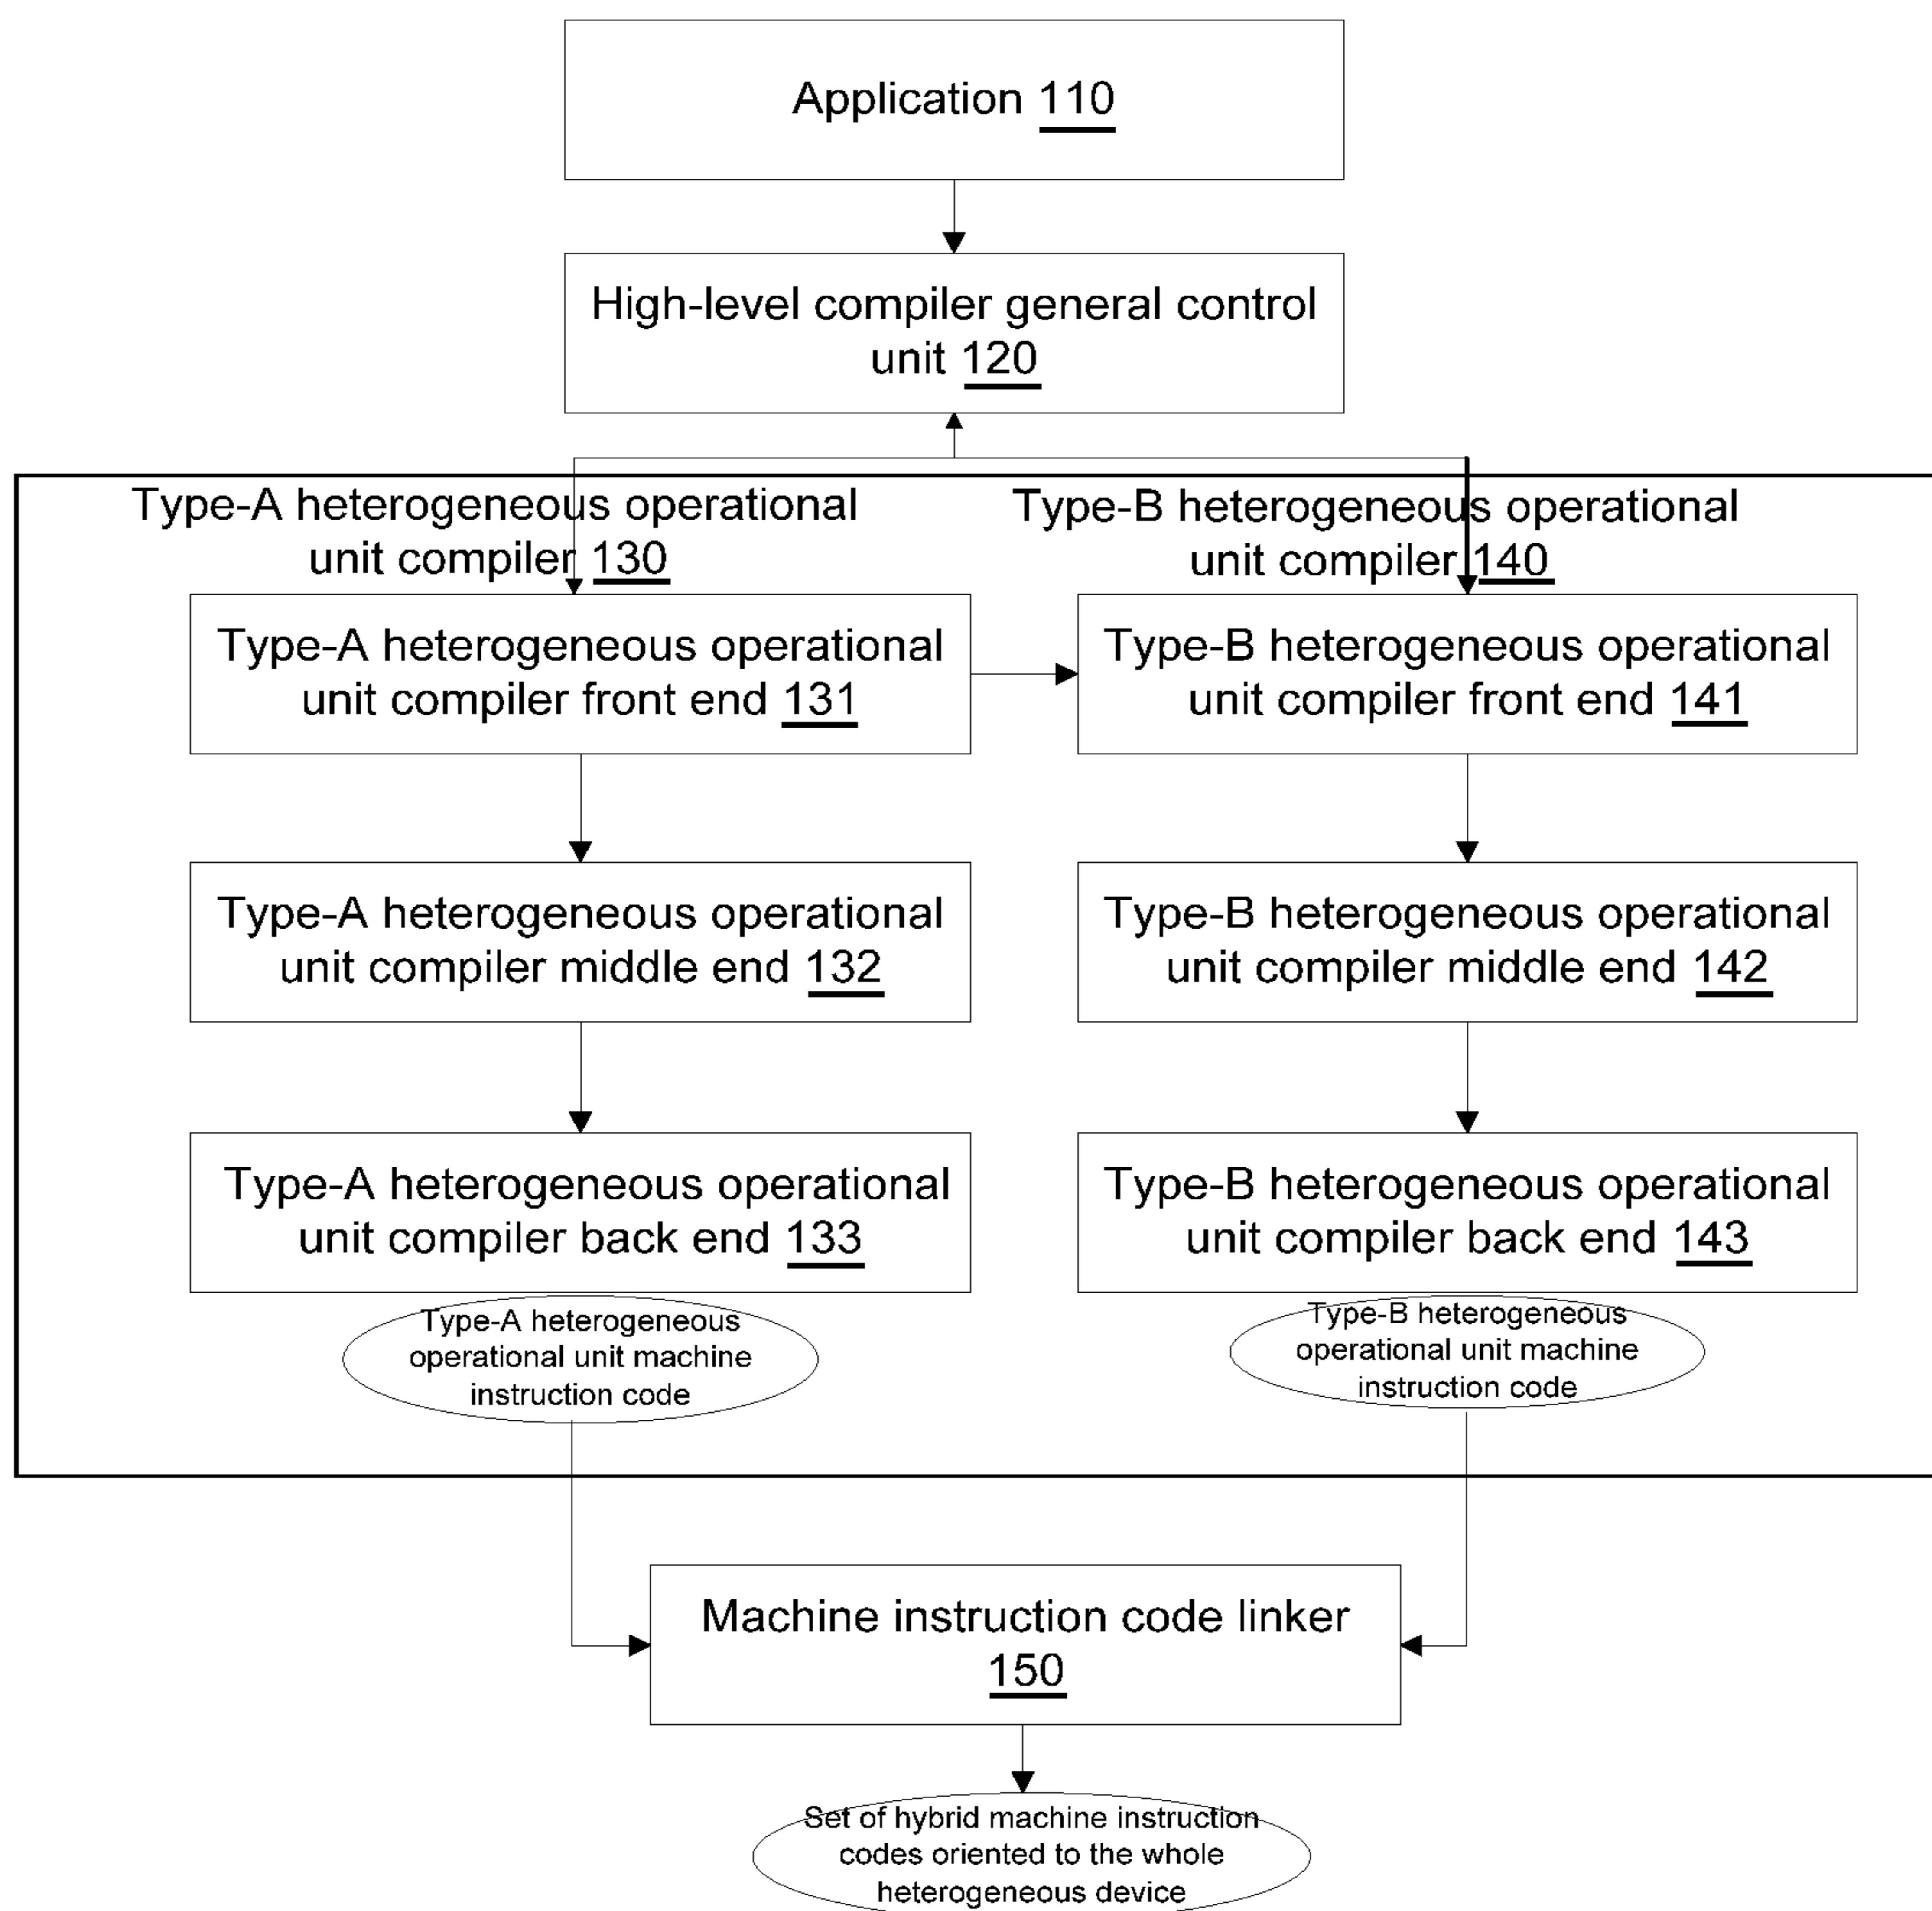 Application 110
High-level compiler general control
unit 120
Type-A heterogeneous operational
unit compiler 130
Type-B heterogeneous operational
unit compiler 140
Type-A heterogeneous operational
unit compiler front end 131
Type-B heterogeneous operational
unit compiler front end 141
Type-A heterogeneous operational
unit compiler middle end 132
Type-B heterogeneous operational
unit compiler middle end 142
Type-A heterogeneous operational
unit compiler back end 133
Type-B heterogeneous operational
unit compiler back end 143
Type-A heterogeneous
operational unit machine
instruction code
Type-B heterogeneous
operational unit machine
instruction code
Machine instruction code linker
150
Set of hybrid machine instruction
codes oriented to the whole
heterogeneous device